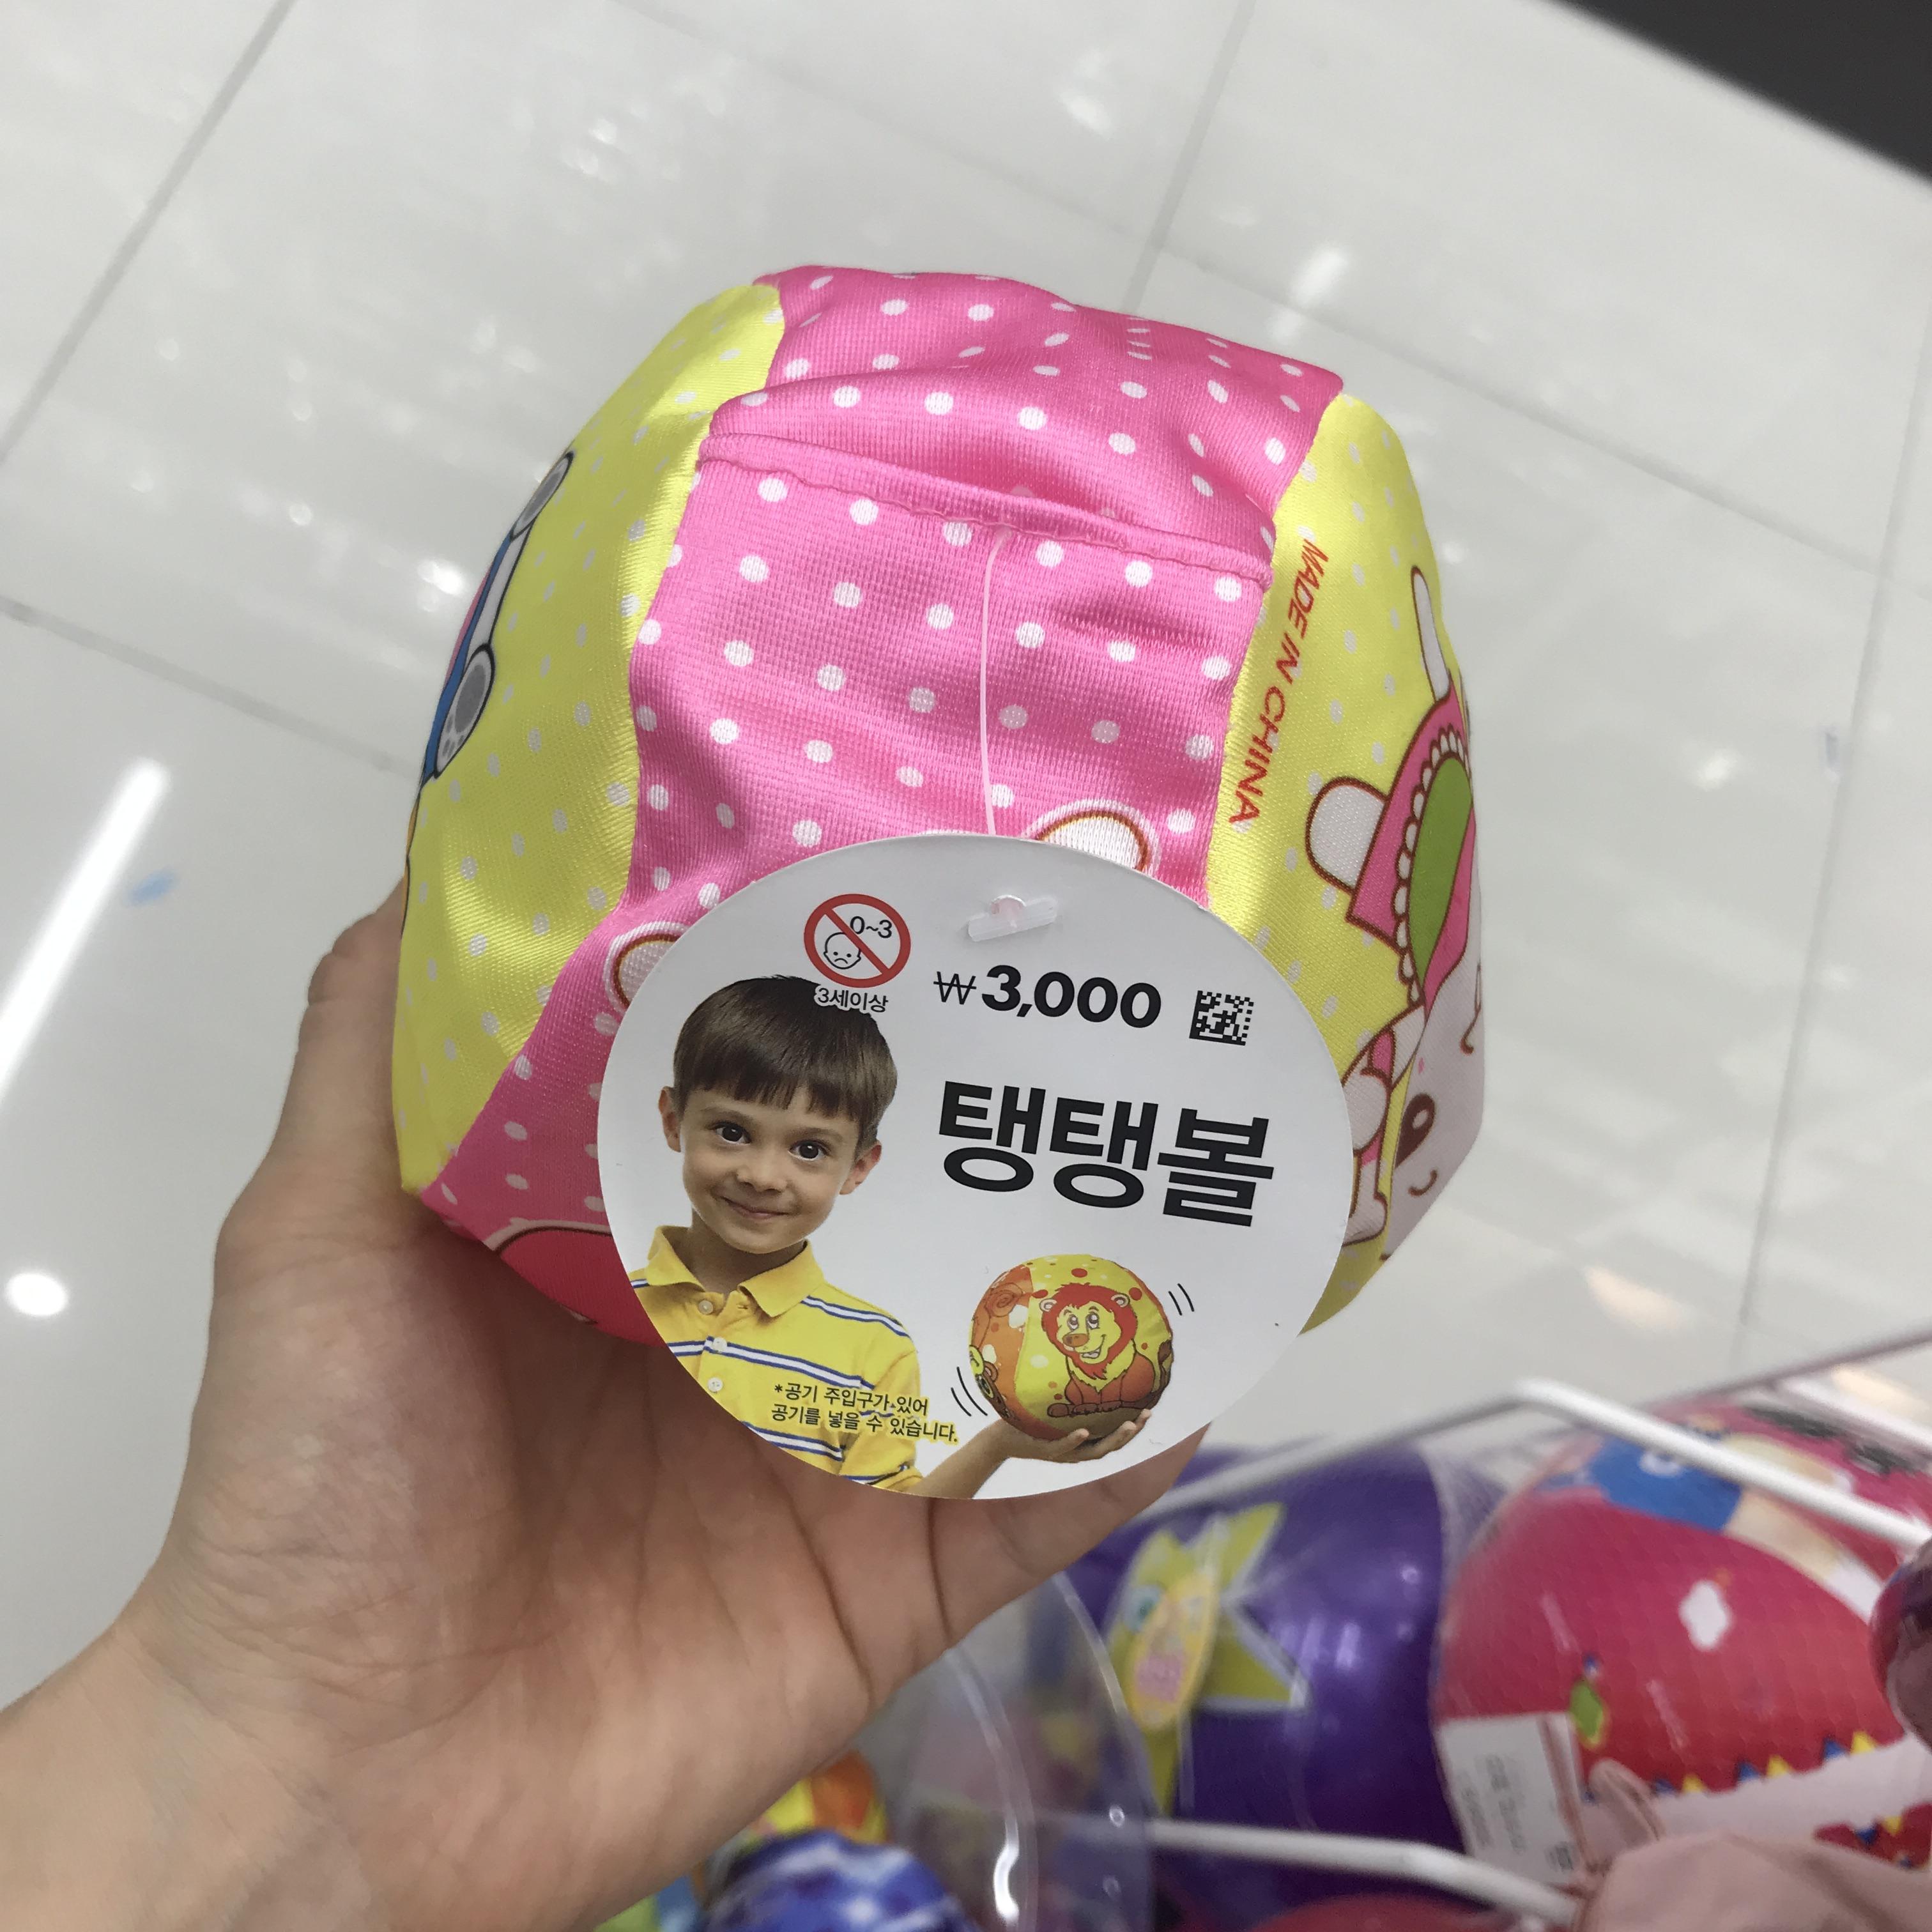 MADE IN CHINA
0~3
3세이상
₩3,000
탱탱볼
*공기 주입구가 있어
공기를 넣을 수 있습니다.